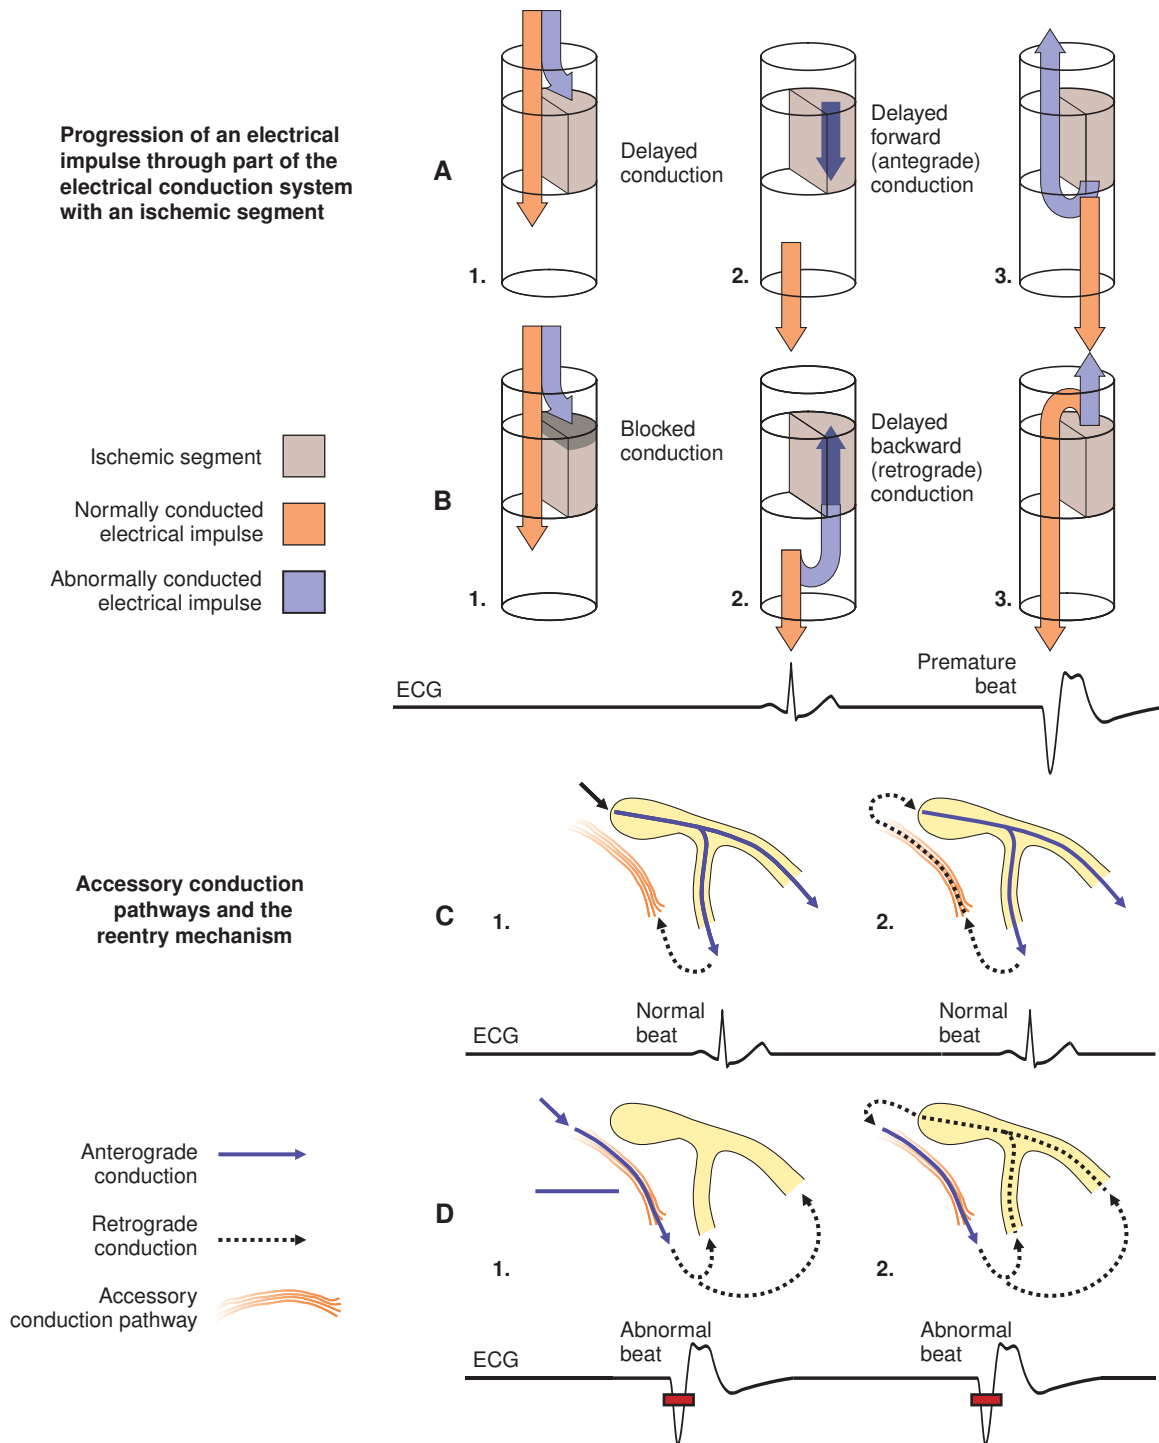 Progression of an electrical
impulse through part of the
electrical conduction system
with an ischemic segment
A
Delayed
conduction
1.
Delayed
forward
(antegrade)
conduction
2.
3.
Ischemic segment
Normally conducted
electrical impulse
Abnormally conducted
electrical impulse
B
Blocked
conduction
1.
Delayed
backward
(retrograde)
conduction
2.
3.
ECG
Premature
beat
Accessory conduction
pathways and the
reentry mechanism
C
1.
2.
ECG
Normal
beat
Normal
beat
Anterograde
conduction
Retrograde
conduction
Accessory
conduction pathway
D
1.
2.
ECG
Abnormal
beat
Abnormal
beat